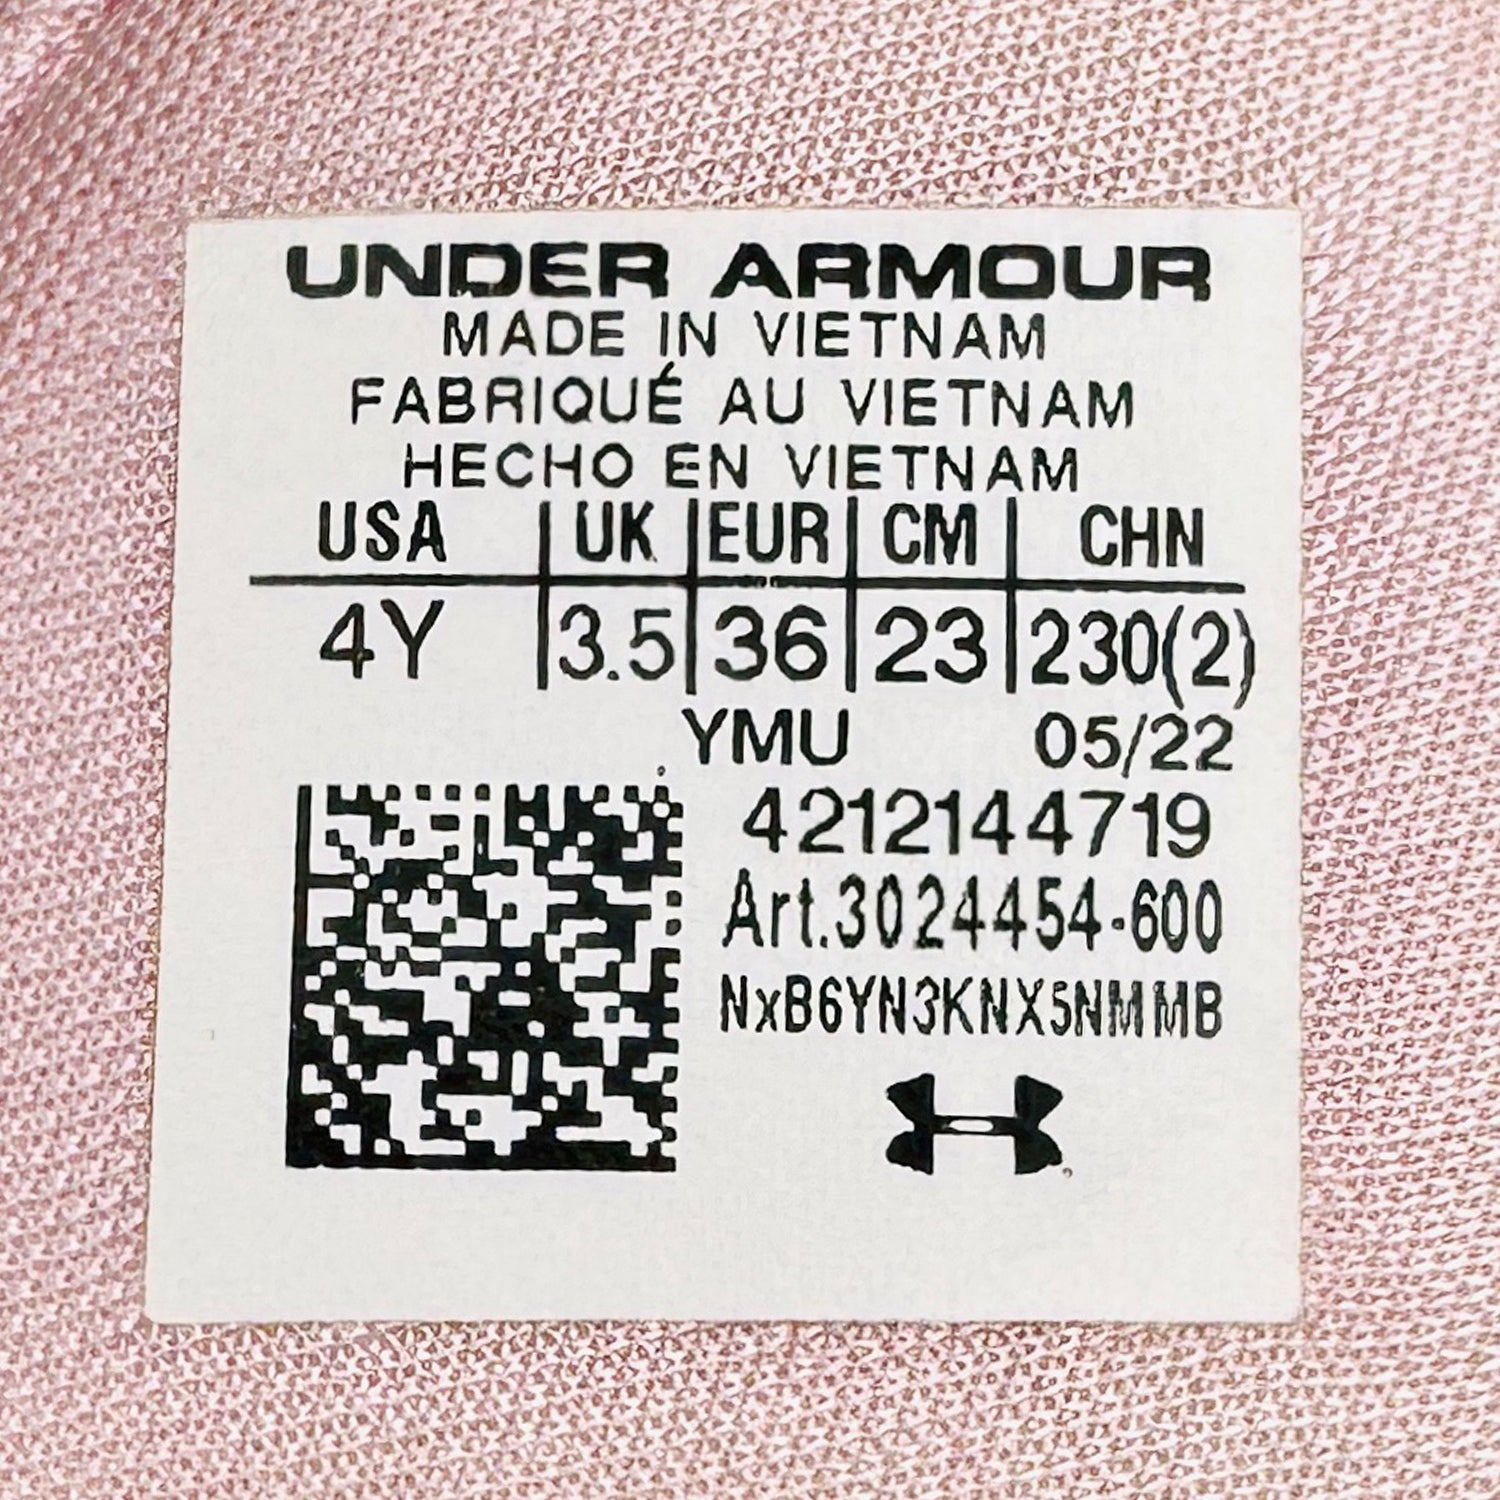 UNDER ARMOUR
MADE IN VIETNAM
FABRIQUÉ AU VIETNAM
HECHO EN VIETNAM
USA UK EUR CM CHN
4Y 3.5 36 23 230(2)
YMU 05/22
4212144719
Art.3024454-600
NxB6YN3KNX5NMMB